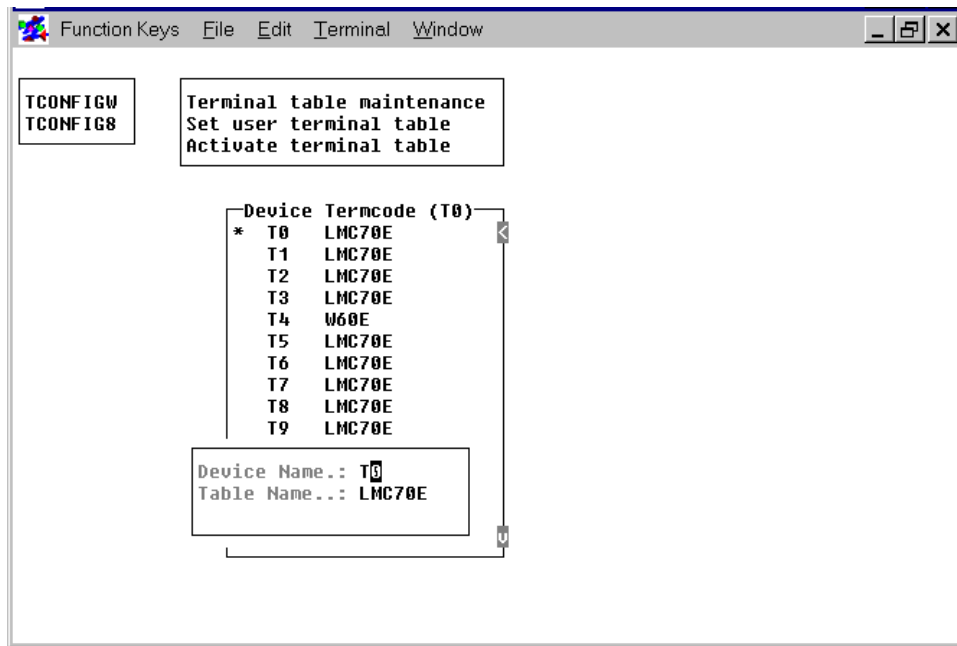 Function Keys File Edit Terminal Window
TCONFIGW
TCONFIG8
Terminal table maintenance
Set user terminal table
Activate terminal table
Device Termcode (T0)
* T0 LMC70E
T1 LMC70E
T2 LMC70E
T3 LMC70E
T4 W60E
T5 LMC70E
T6 LMC70E
T7 LMC70E
T8 LMC70E
T9 LMC70E
Device Name.: T0
Table Name..: LMC70E